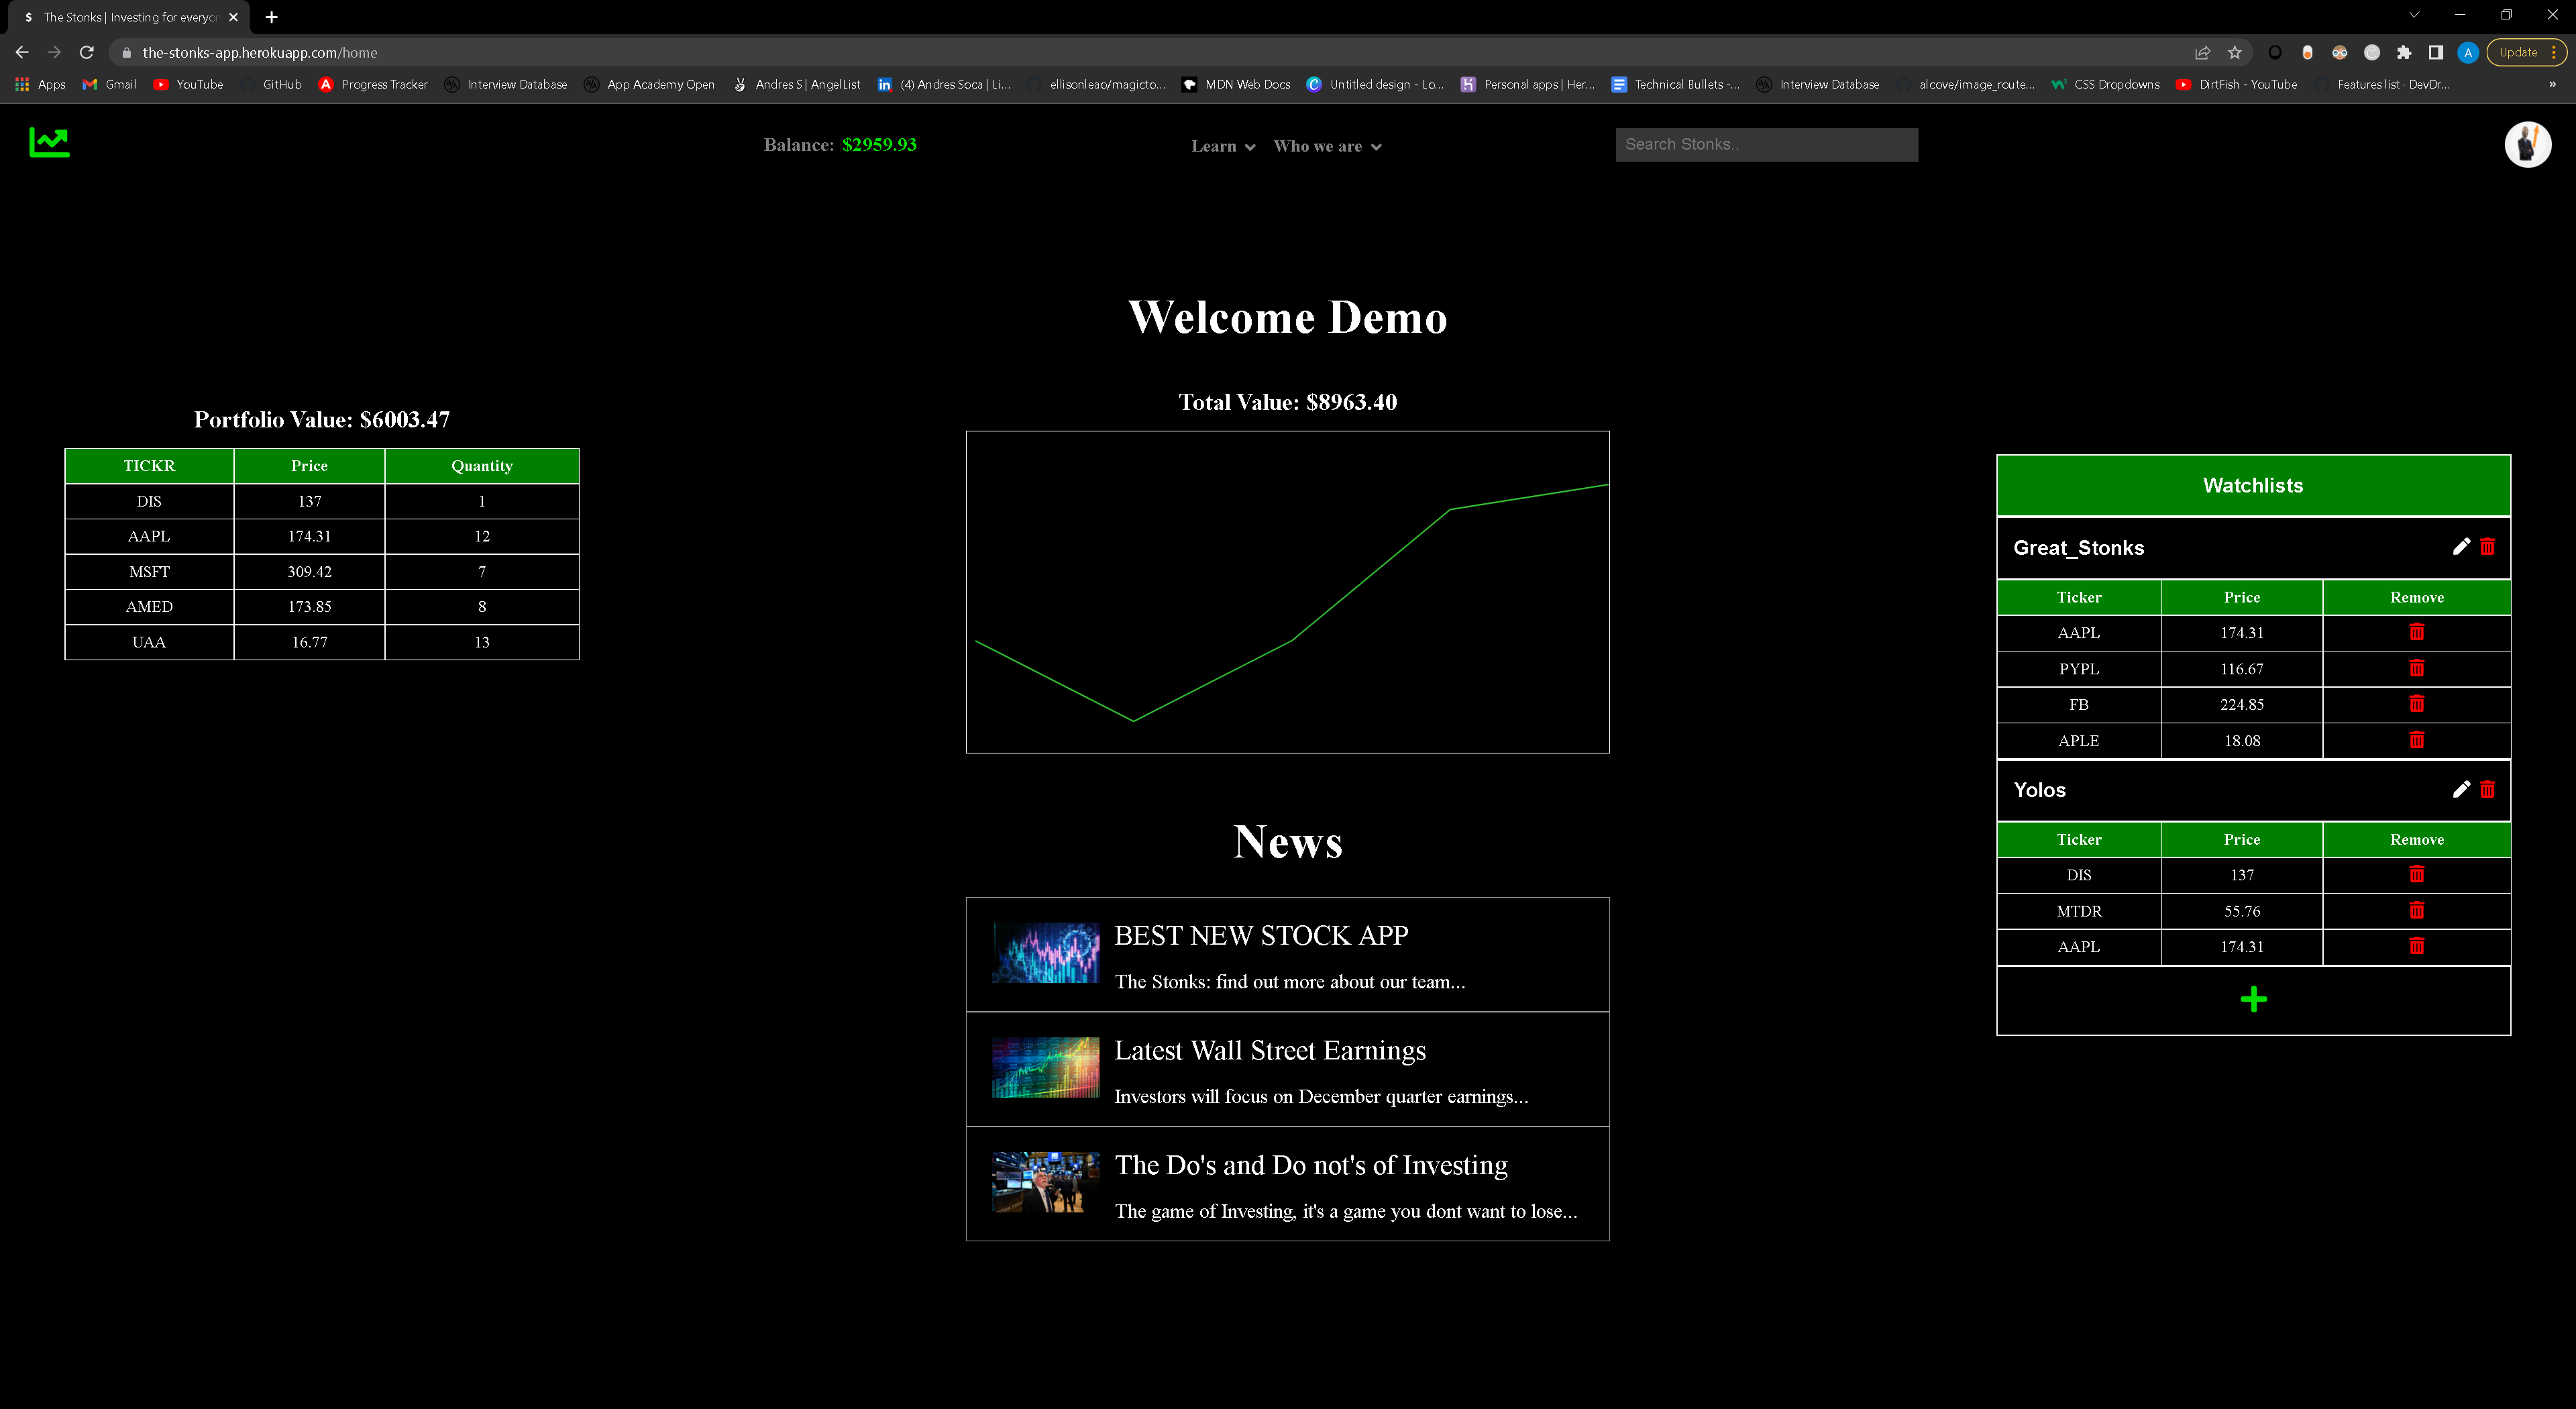 The Stonks | Investing for everyon
the-stonks-app.herokuapp.com/home
Update
Apps Gmail YouTube GitHub Progress Tracker Interview Database App Academy Open Andres S | AngelList (4) Andres Soca | Li... ellisonleao/magicto... MDN Web Docs Untitled design - Lo... Personal apps | Her... Technical Bullets -... Interview Database alcove/image_route... CSS Dropdowns DirtFish - YouTube Features list · DevDr... »
Balance: $2959.93 Learn Who we are Search Stonks..
Welcome Demo
Portfolio Value: $6003.47
TICKR Price Quantity
DIS 137 1
AAPL 174.31 12
MSFT 309.42 7
AMED 173.85 8
UAA 16.77 13
Total Value: $8963.40
News
BEST NEW STOCK APP
The Stonks: find out more about our team...
Latest Wall Street Earnings
Investors will focus on December quarter earnings...
The Do's and Do not's of Investing
The game of Investing, it's a game you dont want to lose...
Watchlists
Great_Stonks
Ticker Price Remove
AAPL 174.31
PYPL 116.67
FB 224.85
APLE 18.08
Yolos
Ticker Price Remove
DIS 137
MTDR 55.76
AAPL 174.31